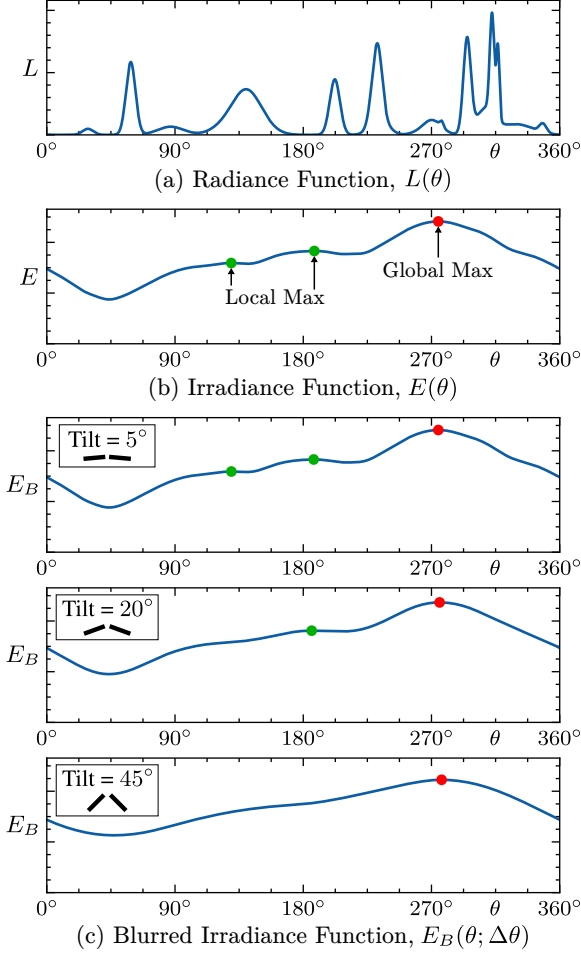 L
0° 90° 180° 270° θ 360°
(a) Radiance Function, L(θ)
E
Local Max
Global Max
0° 90° 180° 270° θ 360°
(b) Irradiance Function, E(θ)
Tilt = 5°
E_B
0° 90° 180° 270° θ 360°
Tilt = 20°
E_B
0° 90° 180° 270° θ 360°
Tilt = 45°
E_B
0° 90° 180° 270° θ 360°
(c) Blurred Irradiance Function, E_B(θ; Δθ)